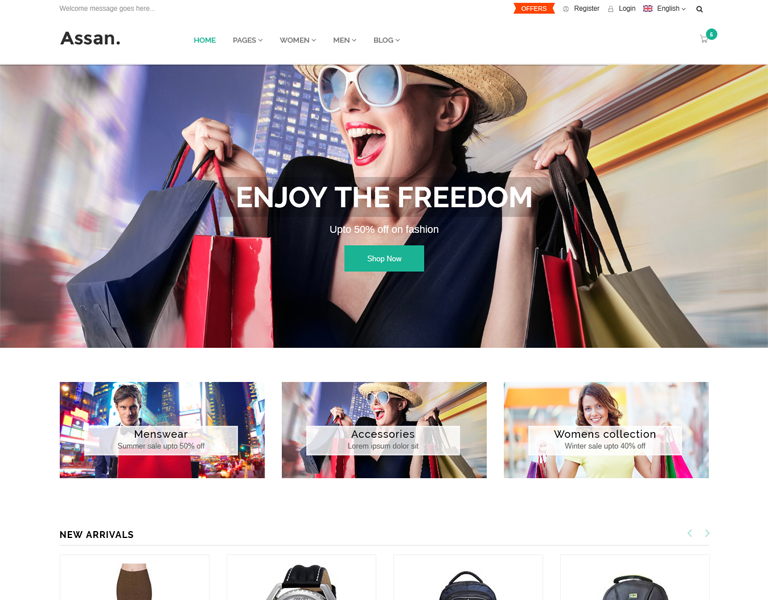 Welcome message goes here...
OFFERS Register Login English
Assan.
HOME PAGES WOMEN MEN BLOG
ENJOY THE FREEDOM
Upto 50% off on fashion
Shop Now
Menswear
Summer sale upto 50% off
Accessories
Lorem ipsum dolor sit
Womens collection
Winter sale upto 40% off
NEW ARRIVALS